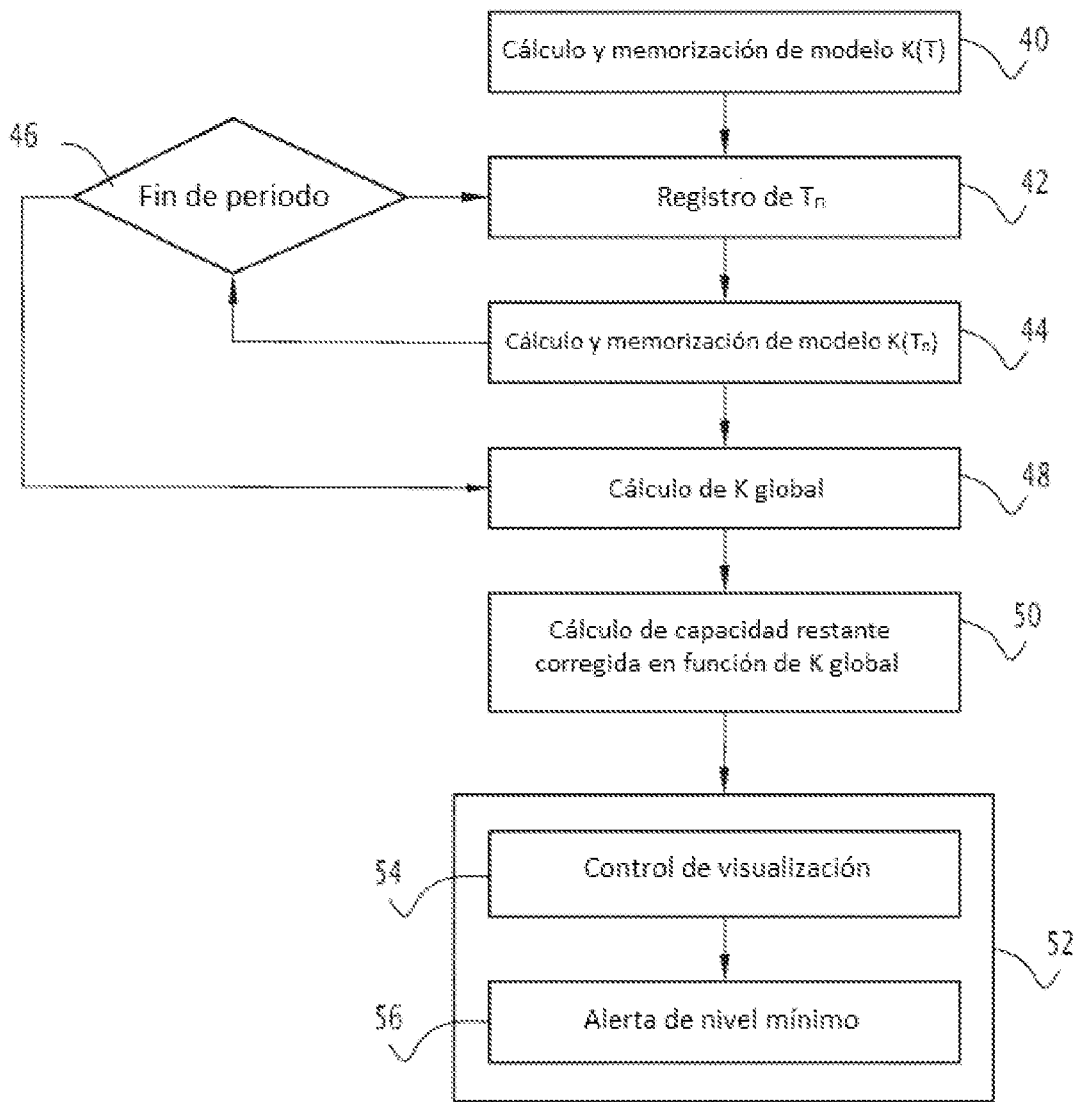 Cálculo y memorización de modelo K(T)
40
46
Fin de periodo
Registro de Tₙ
42
Cálculo y memorización de modelo K(Tₙ)
44
Cálculo de K global
48
Cálculo de capacidad restante
corregida en función de K global
50
Control de visualización
54
52
Alerta de nivel mínimo
56